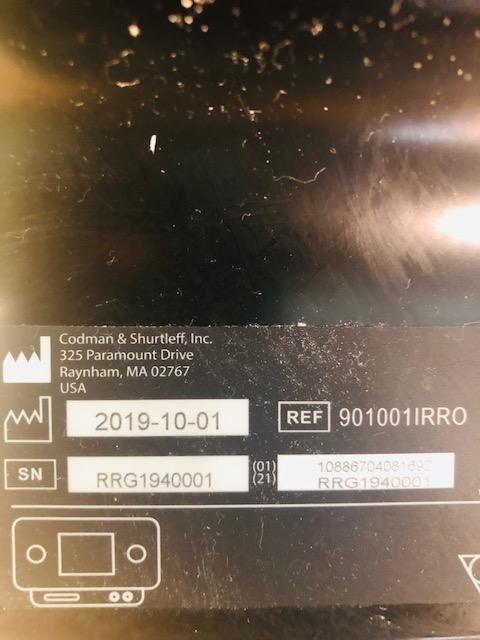 Codman & Shurtleff, Inc.
325 Paramount Drive
Raynham, MA 02767
USA
2019-10-01
REF 901001IRRO
SN RRG1940001
(01) 10886704081692
(21) RRG1940001